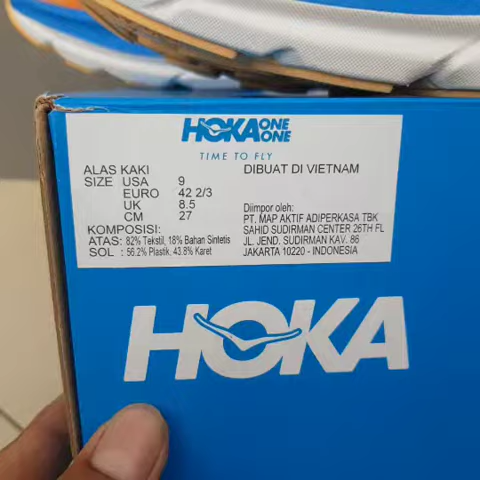 HOKA ONE ONE
TIME TO FLY
ALAS KAKI
SIZE USA 9
EURO 42 2/3
UK 8.5
CM 27
KOMPOSISI:
ATAS: 82% Tekstil, 18% Bahan Sintetis
SOL : 56.2% Plastik, 43.8% Karet
DIBUAT DI VIETNAM
Diimpor oleh:
PT. MAP AKTIF ADIPERKASA TBK
SAHID SUDIRMAN CENTER 26TH FL
JL. JEND. SUDIRMAN KAV. 86
JAKARTA 10220 - INDONESIA
HOKA